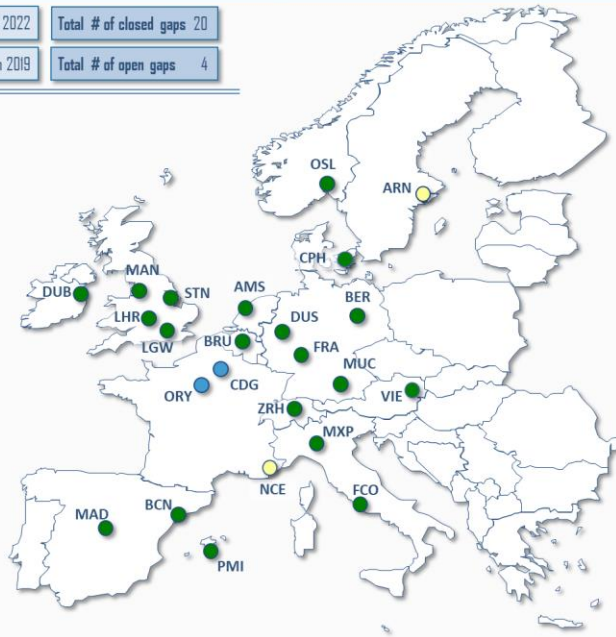 2022
Total # of closed gaps 20
2019
Total # of open gaps 4
OSL
ARN
CPH
MAN
DUB
STN
AMS
BER
LHR
DUS
LGW
BRU
FRA
MUC
ORY
CDG
VIE
ZRH
MXP
NCE
FCO
BCN
MAD
PMI